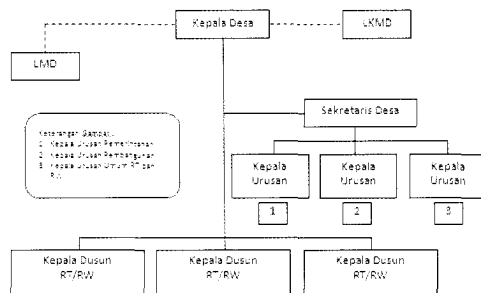 Kepala Desa
LKMD
LMD
Sekretaris Desa
Keterangan Gambar:
1. Kepala Urusan Pemerintahan
2. Kepala Urusan Pembangunan
3. Kepala Urusan Umum RT dan
RW
Kepala
Urusan
Kepala
Urusan
Kepala
Urusan
1
2
3
Kepala Dusun
RT/RW
Kepala Dusun
RT/RW
Kepala Dusun
RT/RW